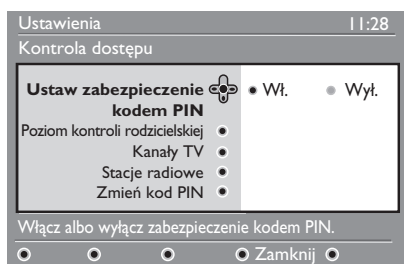 Ustawienia 11:28
Kontrola dostępu
Ustaw zabezpieczenie
kodem PIN
Wł. Wył.
Poziom kontroli rodzicielskiej
Kanały TV
Stacje radiowe
Zmień kod PIN
Włącz albo wyłącz zabezpieczenie kodem PIN.
Zamknij